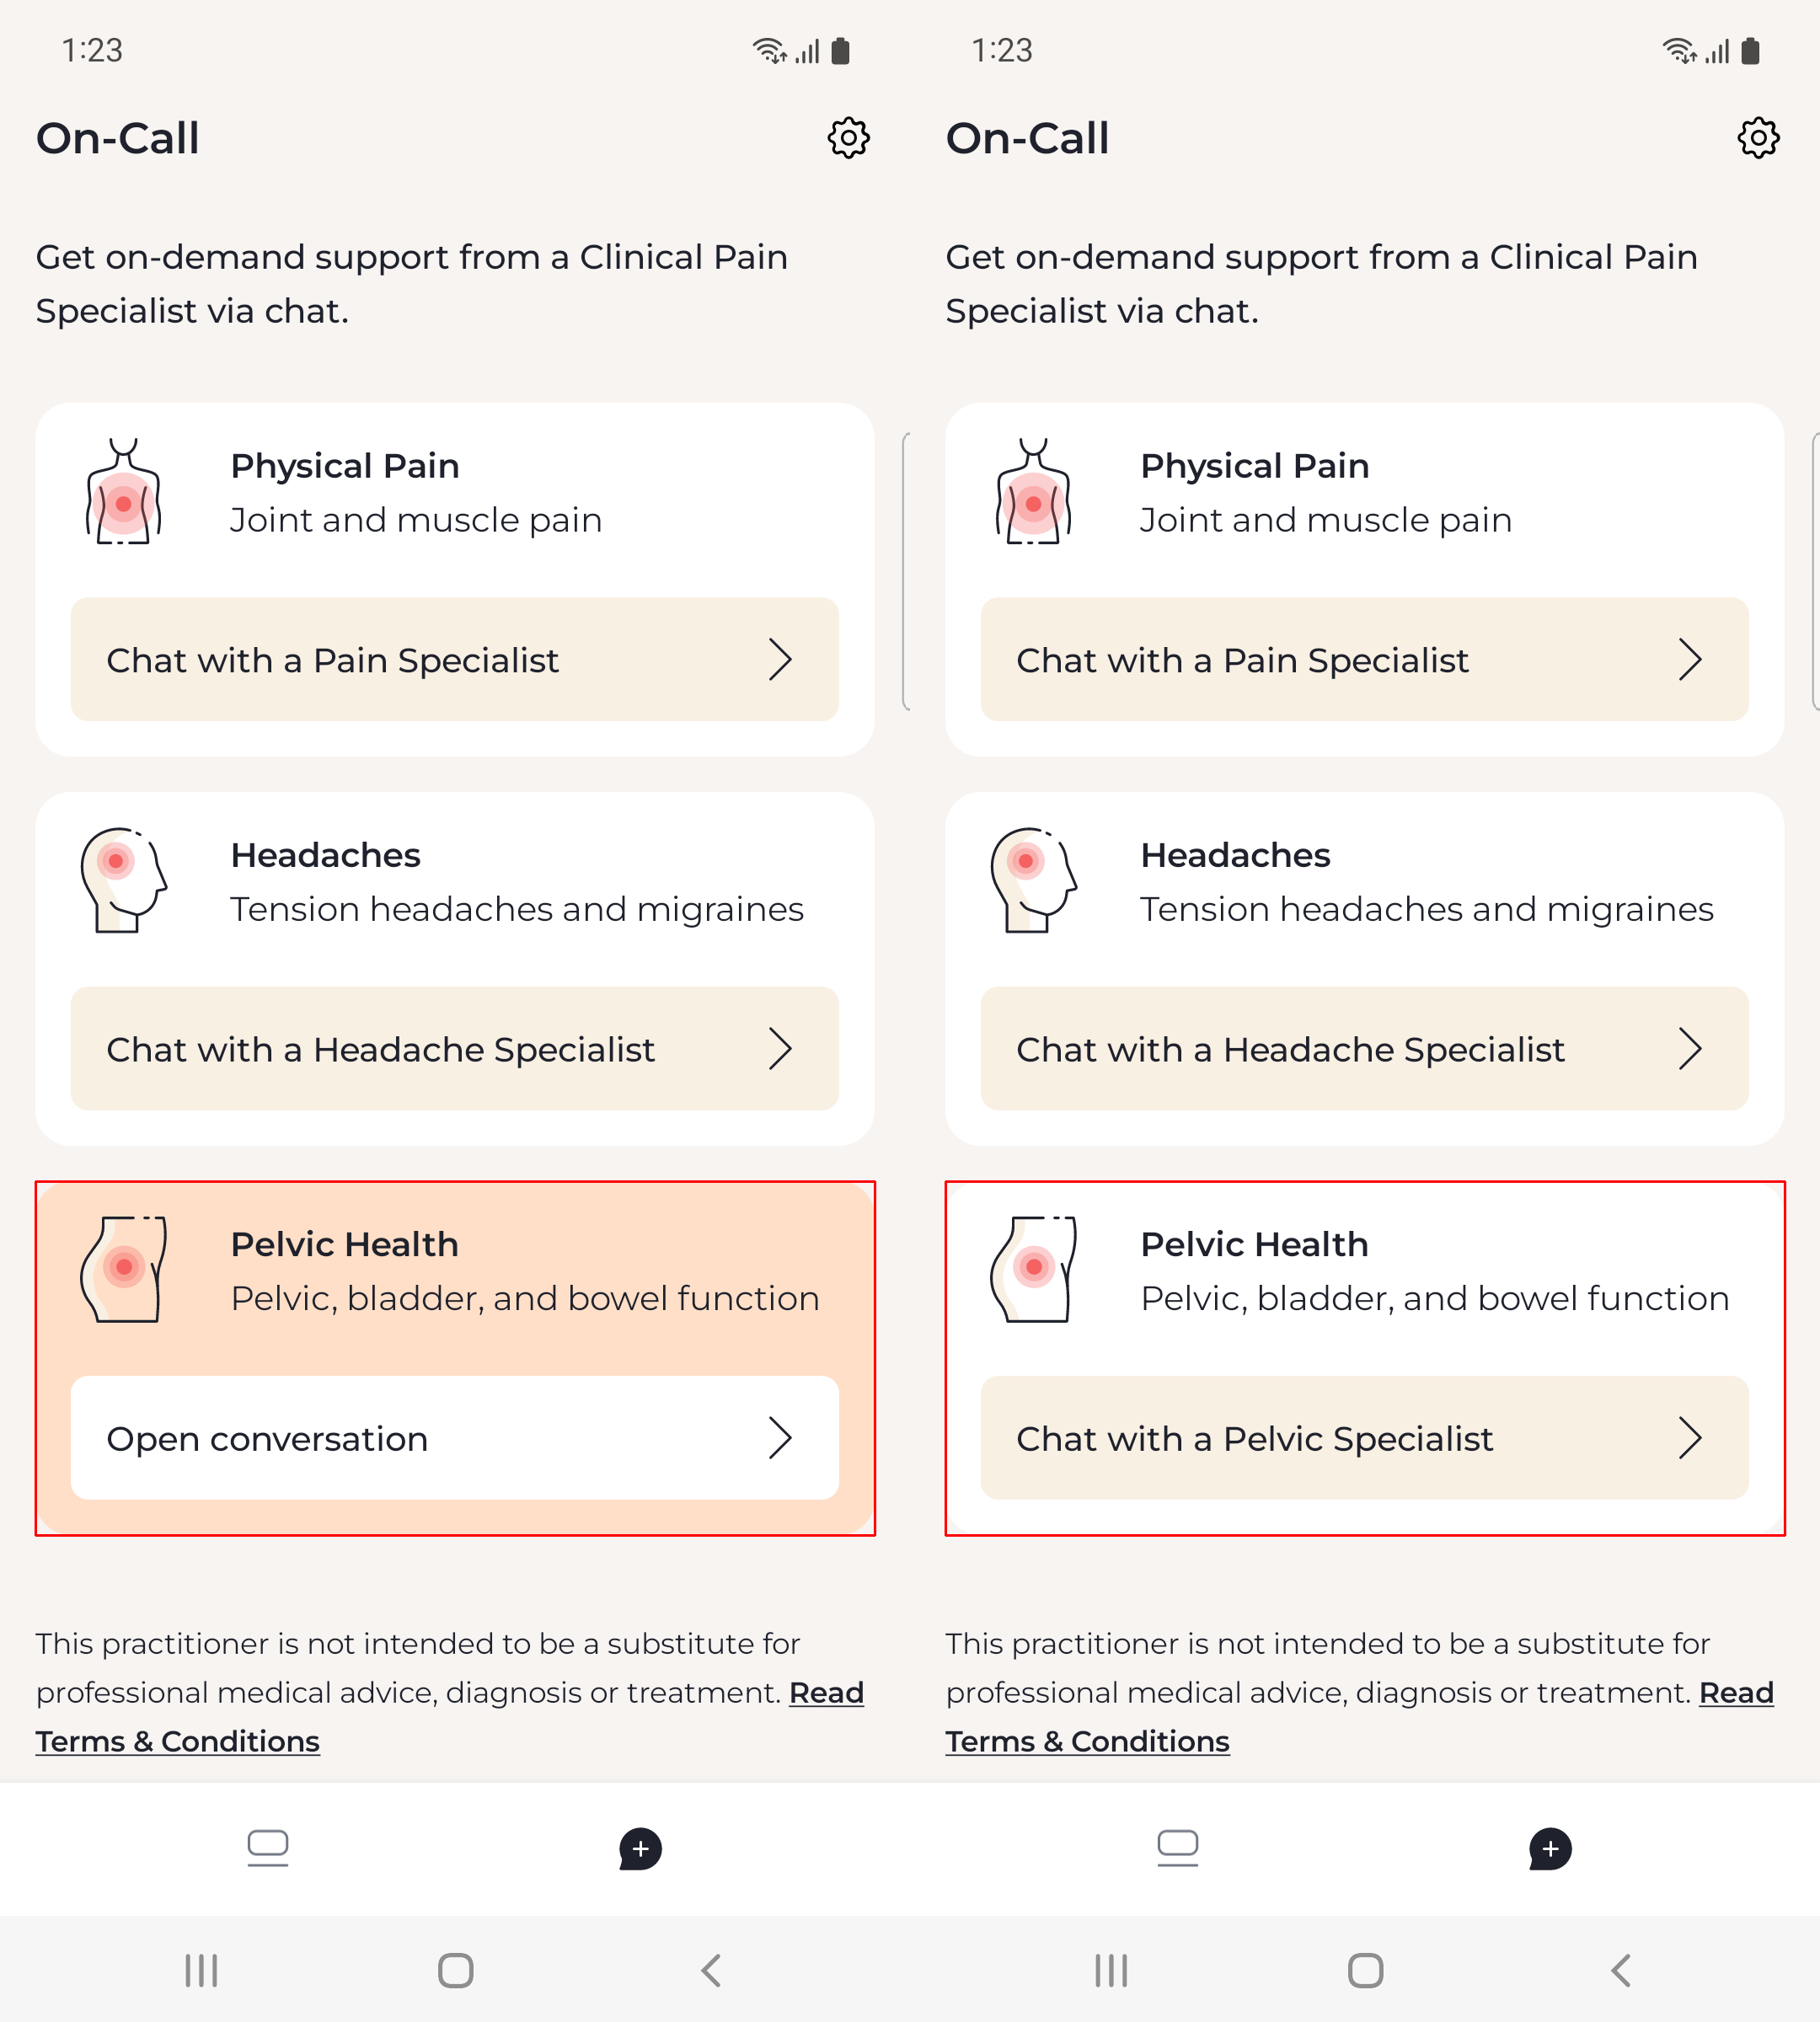 1:23
On-Call
Get on-demand support from a Clinical Pain
Specialist via chat.
Physical Pain
Joint and muscle pain
Chat with a Pain Specialist
Headaches
Tension headaches and migraines
Chat with a Headache Specialist
Pelvic Health
Pelvic, bladder, and bowel function
Open conversation
This practitioner is not intended to be a substitute for
professional medical advice, diagnosis or treatment. Read
Terms & Conditions
1:23
On-Call
Get on-demand support from a Clinical Pain
Specialist via chat.
Physical Pain
Joint and muscle pain
Chat with a Pain Specialist
Headaches
Tension headaches and migraines
Chat with a Headache Specialist
Pelvic Health
Pelvic, bladder, and bowel function
Chat with a Pelvic Specialist
This practitioner is not intended to be a substitute for
professional medical advice, diagnosis or treatment. Read
Terms & Conditions